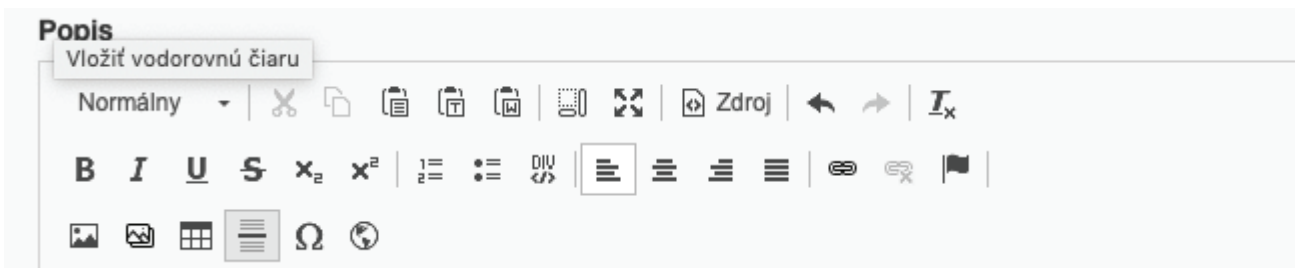 Popis
Vložiť vodorovnú čiaru
Normálny Zdroj
B I U S x₂ x² DIV
Ω